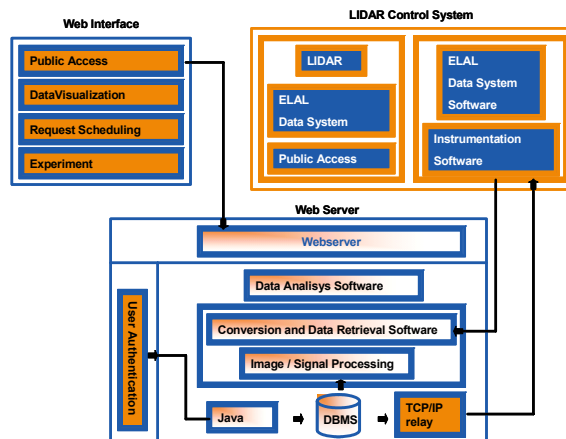 Web Interface
Public Access
DataVisualization
Request Scheduling
Experiment
LIDAR Control System
LIDAR
ELAL
Data System
Public Access
ELAL
Data System
Software
Instrumentation
Software
Web Server
Webserver
User Authentication
Data Analisys Software
Conversion and Data Retrieval Software
Image / Signal Processing
Java
DBMS
TCP/IP
relay